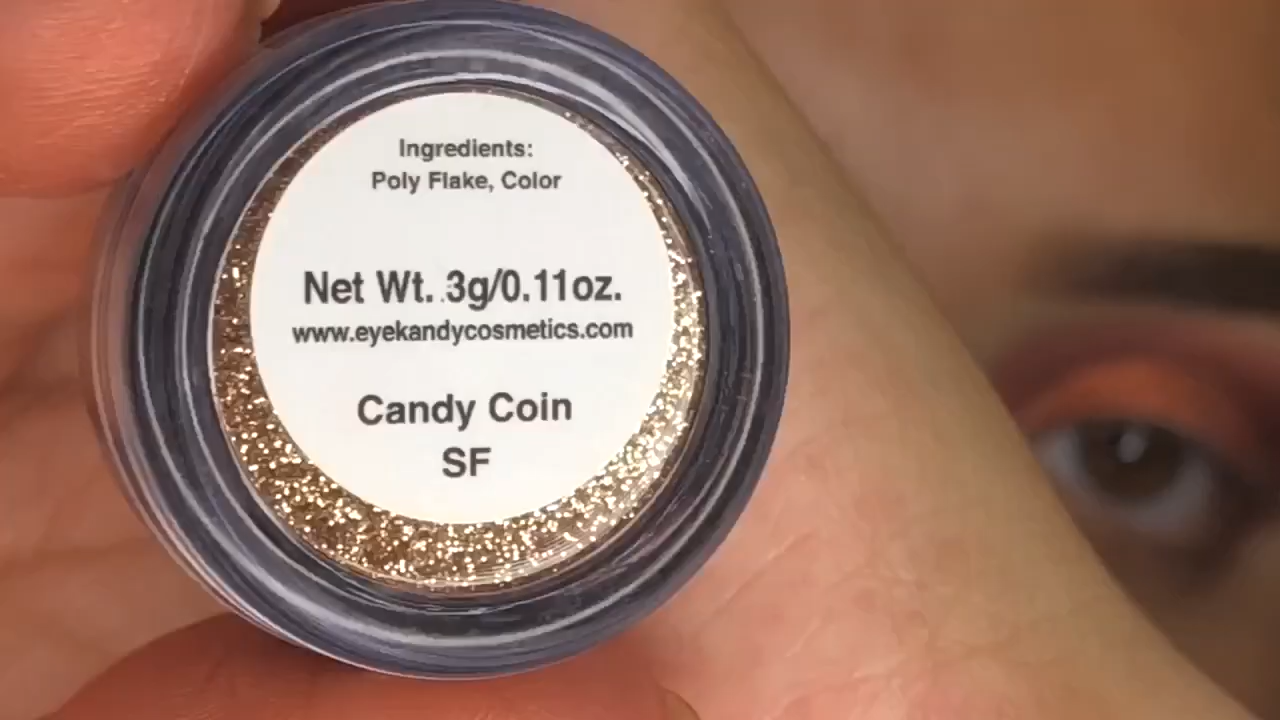 Ingredients:
Poly Flake, Color
Net Wt. 3g/0.11oz.
www.eyekandycosmetics.com
Candy Coin
SF